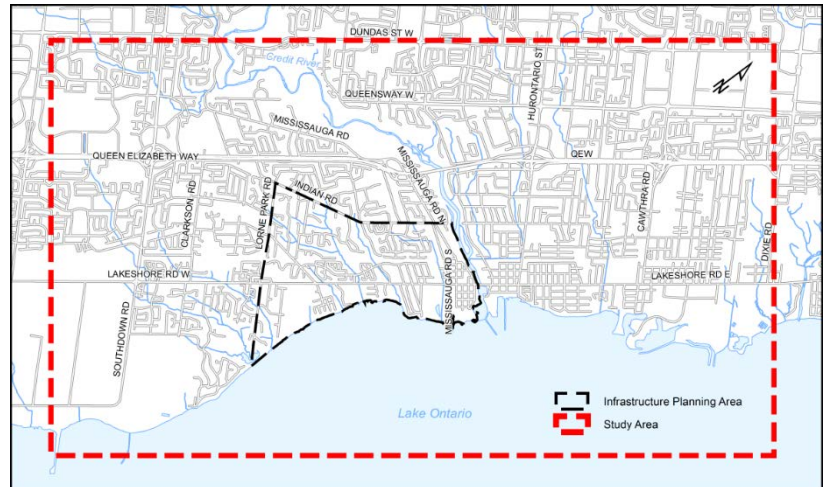 DUNDAS ST W
Credit River
HURONTARIO ST
N
QUEENSWAY W
MISSISSAUGA RD
MISSISSAUGA RD N
QUEEN ELIZABETH WAY
QEW
INDIAN RD
LORNE PARK RD
CLARKSON RD
CAWTHRA RD
DIXIE RD
MISSISSAUGA RD S
LAKESHORE RD W
LAKESHORE RD E
SOUTHDOWN RD
Infrastructure Planning Area
Lake Ontario
Study Area